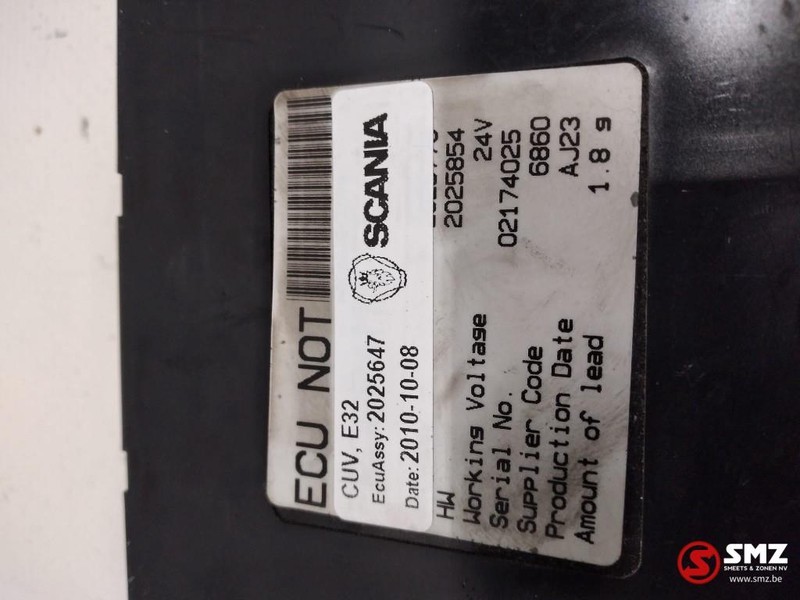 ECU NOT
CUV, E32
EcuAssy: 2025647
Date: 2010-10-08
SCANIA
HW 2025854
Working Voltage 24V
Serial No. 02174025
Supplier Code 6860
Production Date AJ23
Amount of lead 1.8 g
SMZ
SMEETS & ZONEN NV
www.smz.be